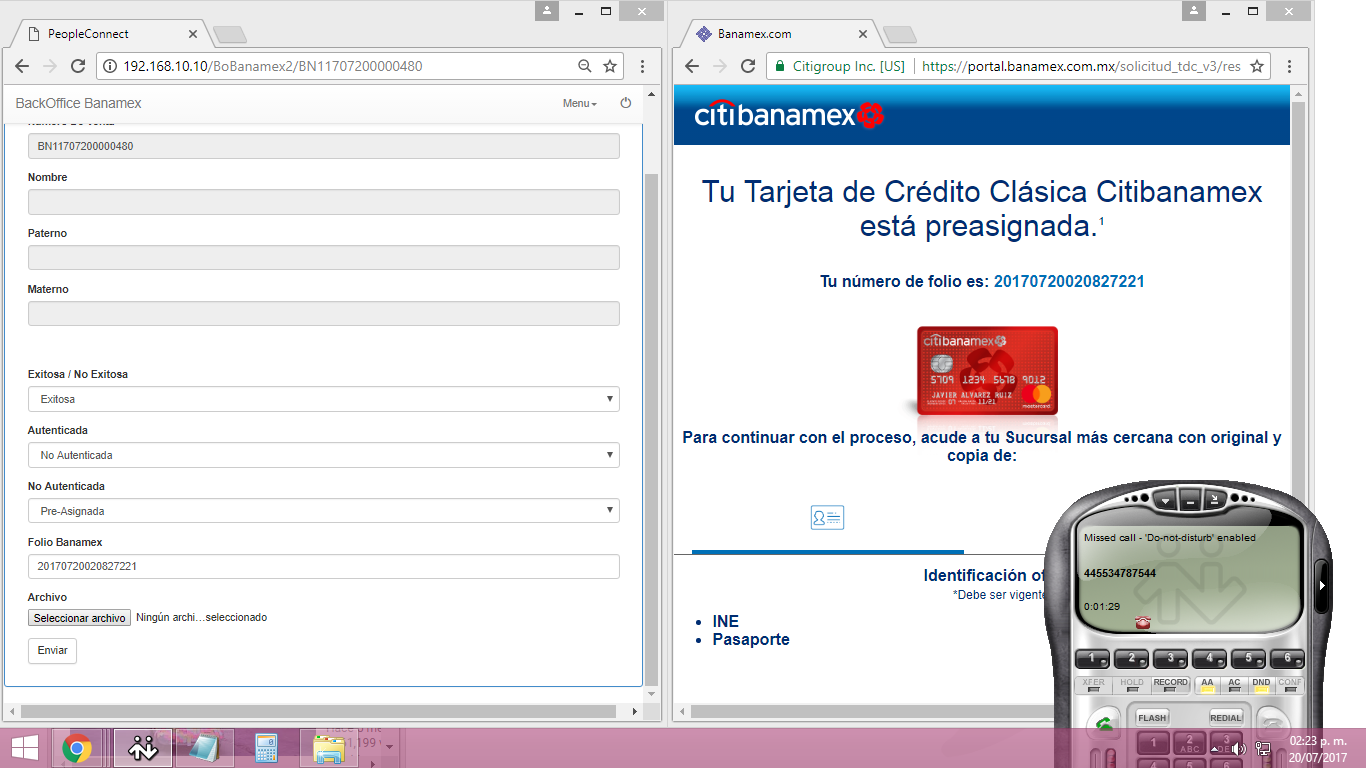 PeopleConnect
192.168.10.10/BoBanamex2/BN11707200000480
BackOffice Banamex
Menu
BN11707200000480
Nombre
Paterno
Materno
Exitosa / No Exitosa
Exitosa
Autenticada
No Autenticada
No Autenticada
Pre-Asignada
Folio Banamex
20170720020827221
Archivo
Seleccionar archivo Ningún archi...seleccionado
Enviar
Banamex.com
Citigroup Inc. [US] https://portal.banamex.com.mx/solicitud_tdc_v3/res
citibanamex
Tu Tarjeta de Crédito Clásica Citibanamex
está preasignada.¹
Tu número de folio es: 20170720020827221
citibanamex
5709 1234 5678 9012
11/21
JAVIER ALVAREZ RUIZ
mastercard
Para continuar con el proceso, acude a tu Sucursal más cercana con original y
copia de:
Identificación
*Debe ser vigente
INE
Pasaporte
Missed call - 'Do-not-disturb' enabled
445534787544
0:01:29
1 2 3 4 5 6
XFER HOLD RECORD AA AC DND CONF
FLASH REDIAL
1 2 3
ABC
4 5 6
02:23 p. m.
20/07/2017